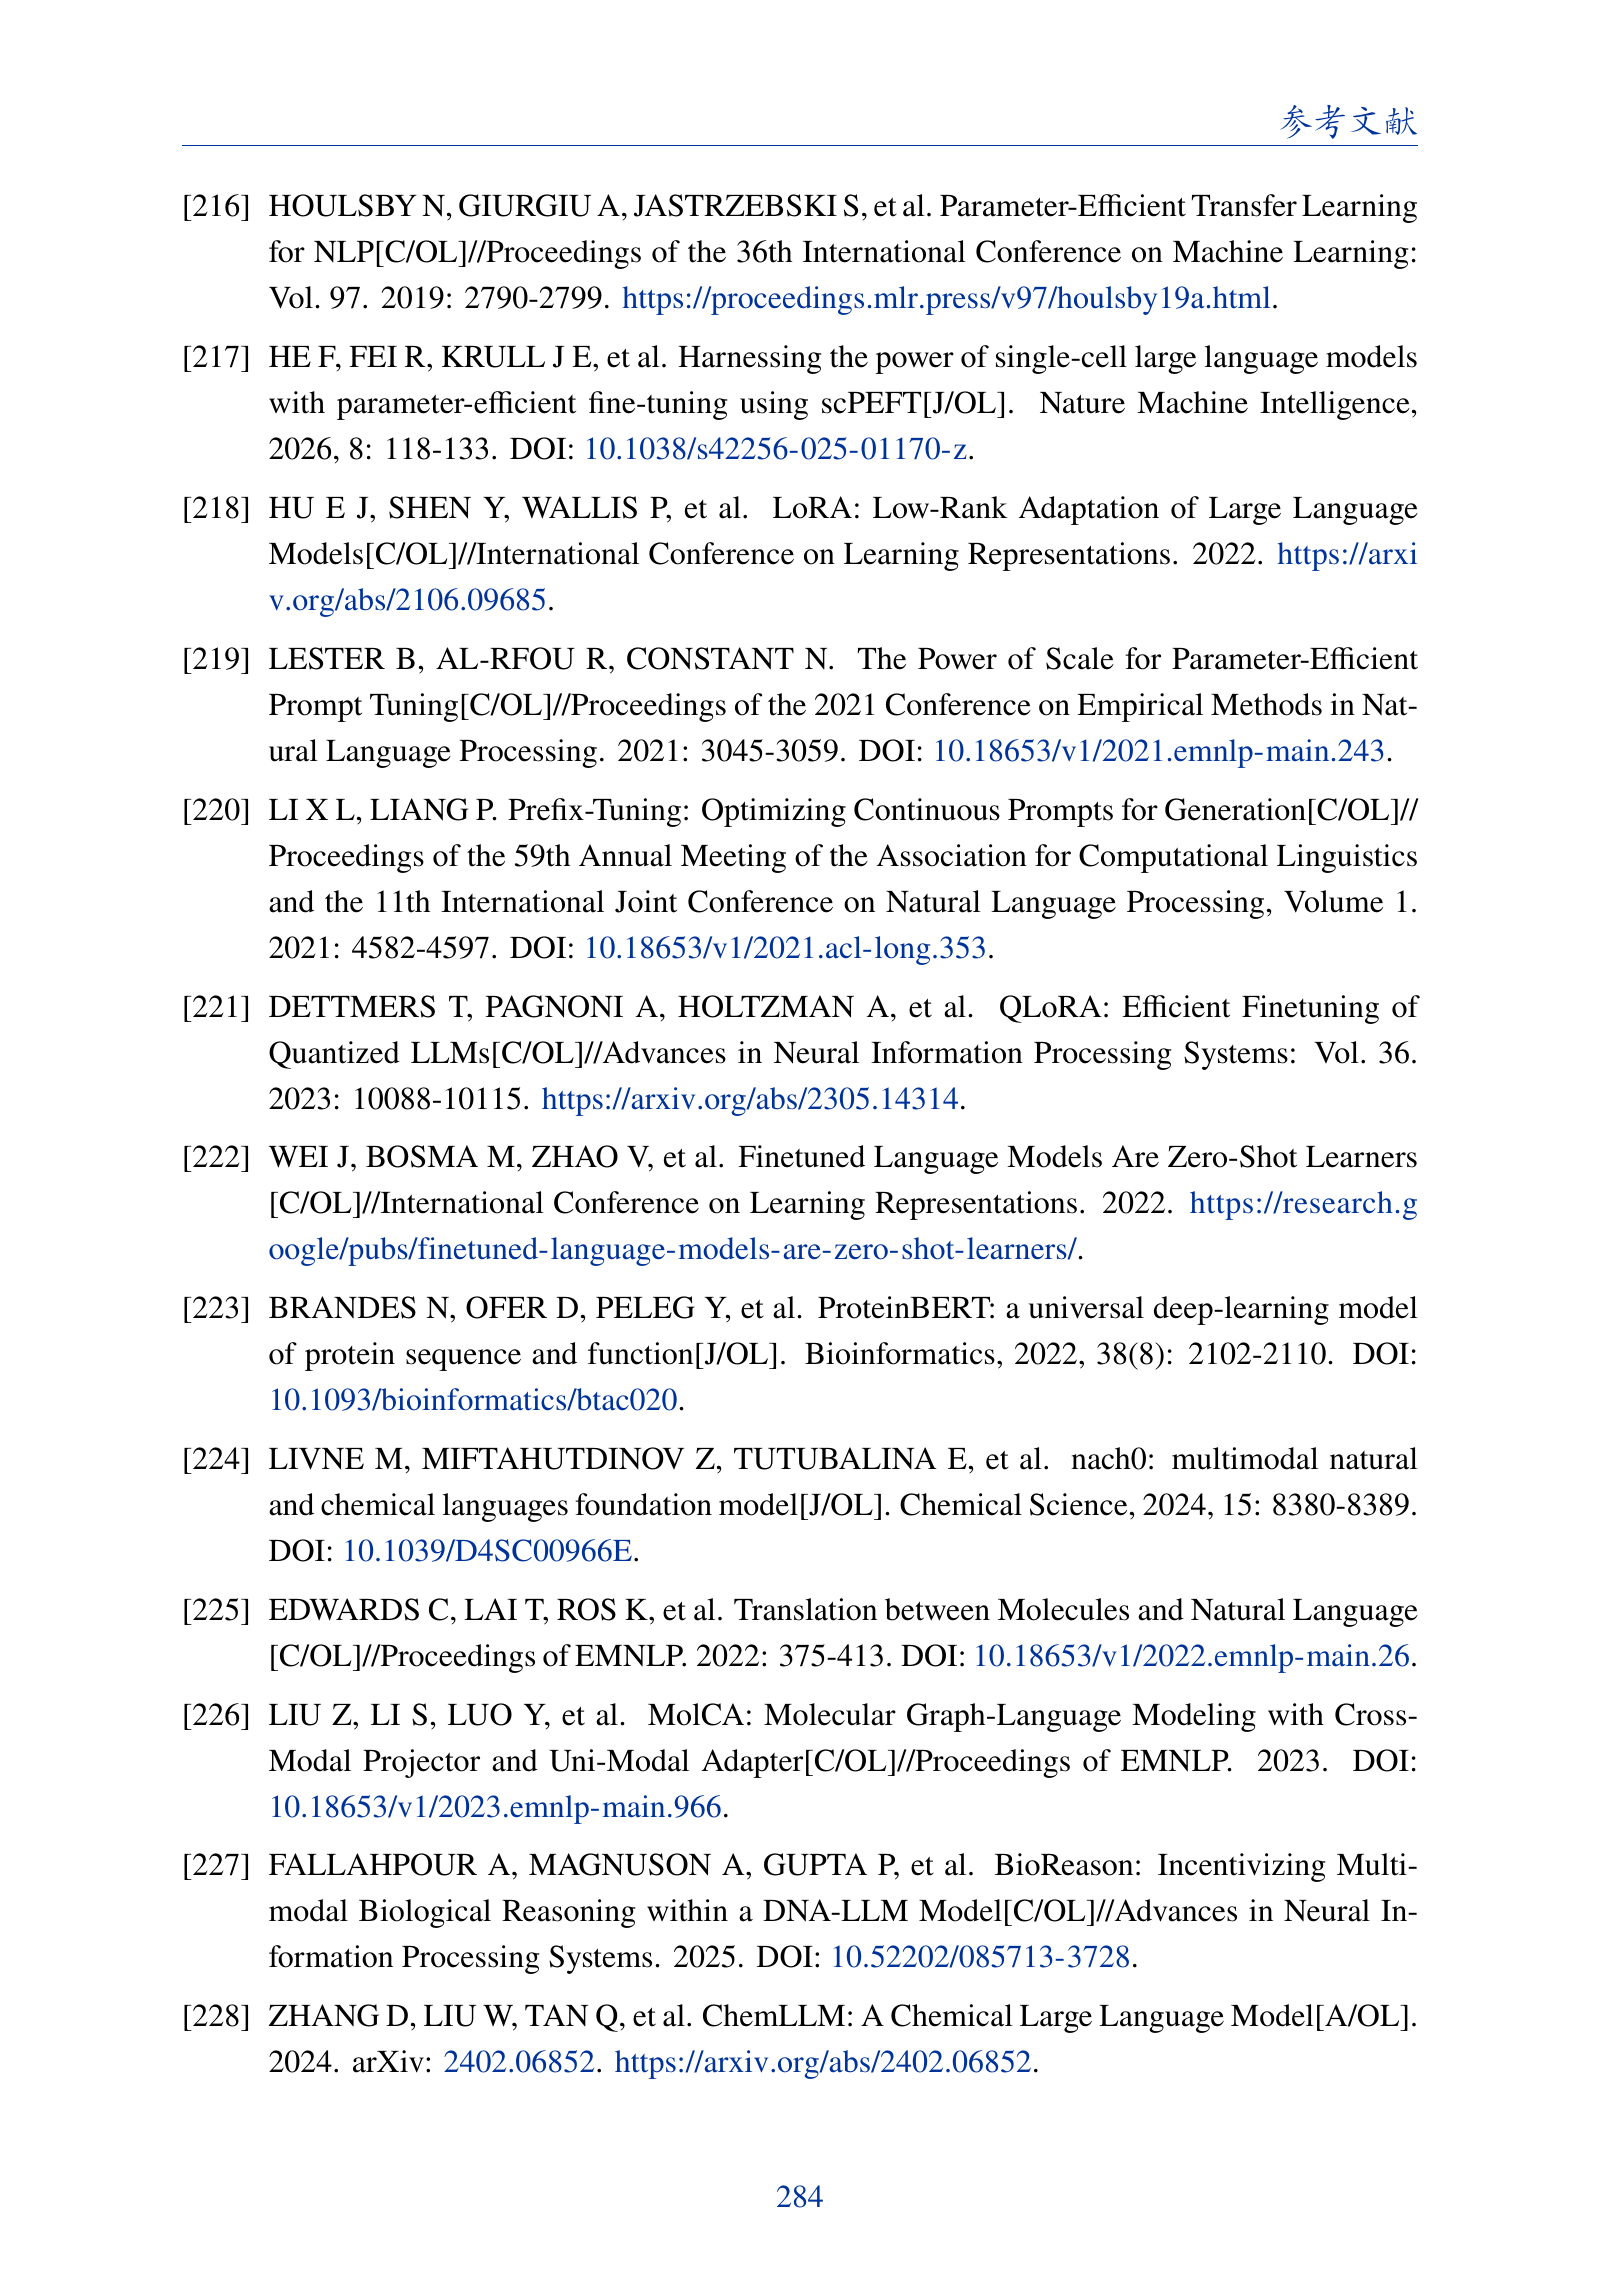 参考文献
[216] HOULSBY N, GIURGIU A, JASTRZEBSKI S, et al. Parameter-Efficient Transfer Learning
for NLP[C/OL]//Proceedings of the 36th International Conference on Machine Learning:
Vol. 97. 2019: 2790-2799. https://proceedings.mlr.press/v97/houlsby19a.html.
[217] HE F, FEI R, KRULL J E, et al. Harnessing the power of single-cell large language models
with parameter-efficient fine-tuning using scPEFT[J/OL]. Nature Machine Intelligence,
2026, 8: 118-133. DOI: 10.1038/s42256-025-01170-z.
[218] HU E J, SHEN Y, WALLIS P, et al. LoRA: Low-Rank Adaptation of Large Language
Models[C/OL]//International Conference on Learning Representations. 2022. https://arxi
v.org/abs/2106.09685.
[219] LESTER B, AL-RFOU R, CONSTANT N. The Power of Scale for Parameter-Efficient
Prompt Tuning[C/OL]//Proceedings of the 2021 Conference on Empirical Methods in Nat-
ural Language Processing. 2021: 3045-3059. DOI: 10.18653/v1/2021.emnlp-main.243.
[220] LI X L, LIANG P. Prefix-Tuning: Optimizing Continuous Prompts for Generation[C/OL]//
Proceedings of the 59th Annual Meeting of the Association for Computational Linguistics
and the 11th International Joint Conference on Natural Language Processing, Volume 1.
2021: 4582-4597. DOI: 10.18653/v1/2021.acl-long.353.
[221] DETTMERS T, PAGNONI A, HOLTZMAN A, et al. QLoRA: Efficient Finetuning of
Quantized LLMs[C/OL]//Advances in Neural Information Processing Systems: Vol. 36.
2023: 10088-10115. https://arxiv.org/abs/2305.14314.
[222] WEI J, BOSMA M, ZHAO V, et al. Finetuned Language Models Are Zero-Shot Learners
[C/OL]//International Conference on Learning Representations. 2022. https://research.g
oogle/pubs/finetuned-language-models-are-zero-shot-learners/.
[223] BRANDES N, OFER D, PELEG Y, et al. ProteinBERT: a universal deep-learning model
of protein sequence and function[J/OL]. Bioinformatics, 2022, 38(8): 2102-2110. DOI:
10.1093/bioinformatics/btac020.
[224] LIVNE M, MIFTAHUTDINOV Z, TUTUBALINA E, et al. nach0: multimodal natural
and chemical languages foundation model[J/OL]. Chemical Science, 2024, 15: 8380-8389.
DOI: 10.1039/D4SC00966E.
[225] EDWARDS C, LAI T, ROS K, et al. Translation between Molecules and Natural Language
[C/OL]//Proceedings of EMNLP. 2022: 375-413. DOI: 10.18653/v1/2022.emnlp-main.26.
[226] LIU Z, LI S, LUO Y, et al. MolCA: Molecular Graph-Language Modeling with Cross-
Modal Projector and Uni-Modal Adapter[C/OL]//Proceedings of EMNLP. 2023. DOI:
10.18653/v1/2023.emnlp-main.966.
[227] FALLAHPOUR A, MAGNUSON A, GUPTA P, et al. BioReason: Incentivizing Multi-
modal Biological Reasoning within a DNA-LLM Model[C/OL]//Advances in Neural In-
formation Processing Systems. 2025. DOI: 10.52202/085713-3728.
[228] ZHANG D, LIU W, TAN Q, et al. ChemLLM: A Chemical Large Language Model[A/OL].
2024. arXiv: 2402.06852. https://arxiv.org/abs/2402.06852.
284